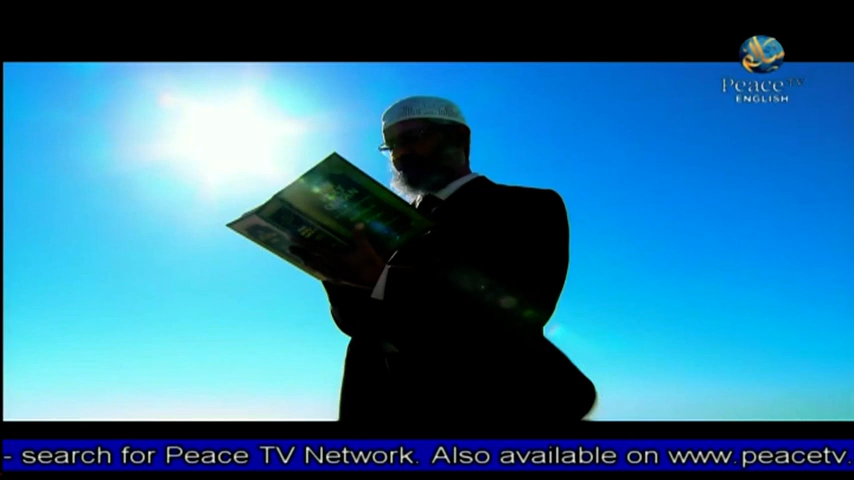 Peace TV
ENGLISH
- search for Peace TV Network. Also available on www.peacetv.